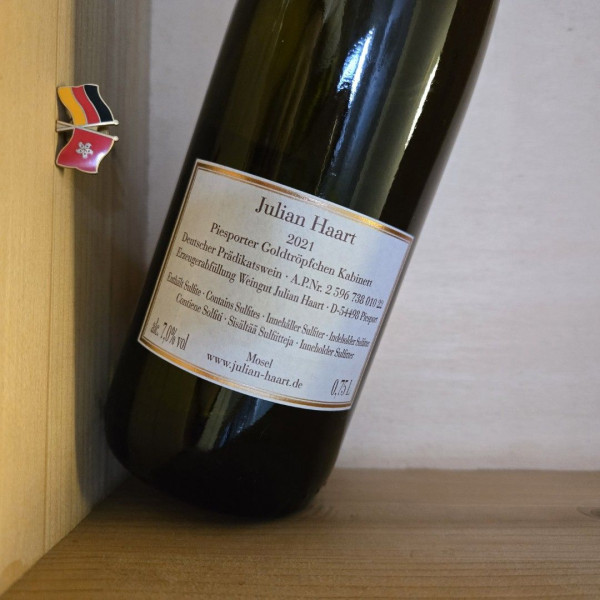 Julian Haart
2021
Piesporter Goldtröpfchen Kabinett
Deutscher Prädikatswein · A.P.Nr. 2 596 738 010 22
Erzeugerabfüllung Weingut Julian Haart · D-54498 Piesport
Enthält Sulfite · Contains Sulfites · Innehåller Sulfiter · Indeholder Sulfitter
Contiene Solfiti · Sisältää Sulfiitteja · Inneholder Sulfitter
alc. 7,0% vol
Mosel
www.julian-haart.de
0,75 l